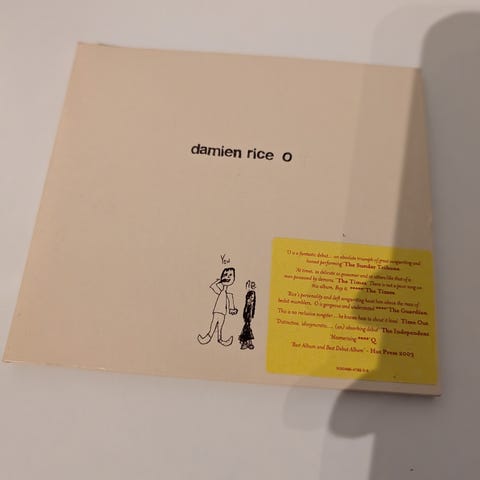 damien rice O
You
ME
'O is a fantastic debut... an absolute triumph of great songwriting and
honed performing' The Sunday Tribune
'At times, as delicate as gossamer and at others like that of a
man possessed by demons' The Times 'There is not a poor song on
this album. Buy it.' ***** The Times
'Rice's personality and deft songwriting hoist him above the mass of
bedsit mumblers. O is gorgeous and understated' **** The Guardian
'This is no reclusive songster... he knows how to shout it loud' Time Out
'Distinctive, idiosyncratic... (an) absorbing debut' The Independent
'Mesmerising' **** Q
'Best Album and Best Debut Album' - Hot Press 2003